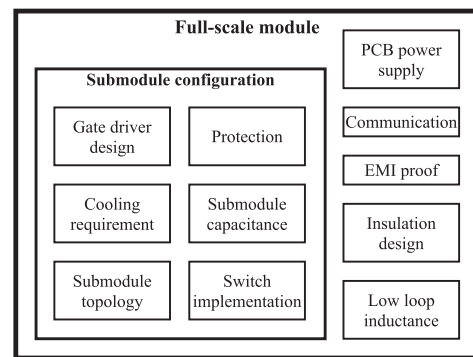 Full-scale module
Submodule configuration
Gate driver
design
Protection
Cooling
requirement
Submodule
capacitance
Submodule
topology
Switch
implementation
PCB power
supply
Communication
EMI proof
Insulation
design
Low loop
inductance